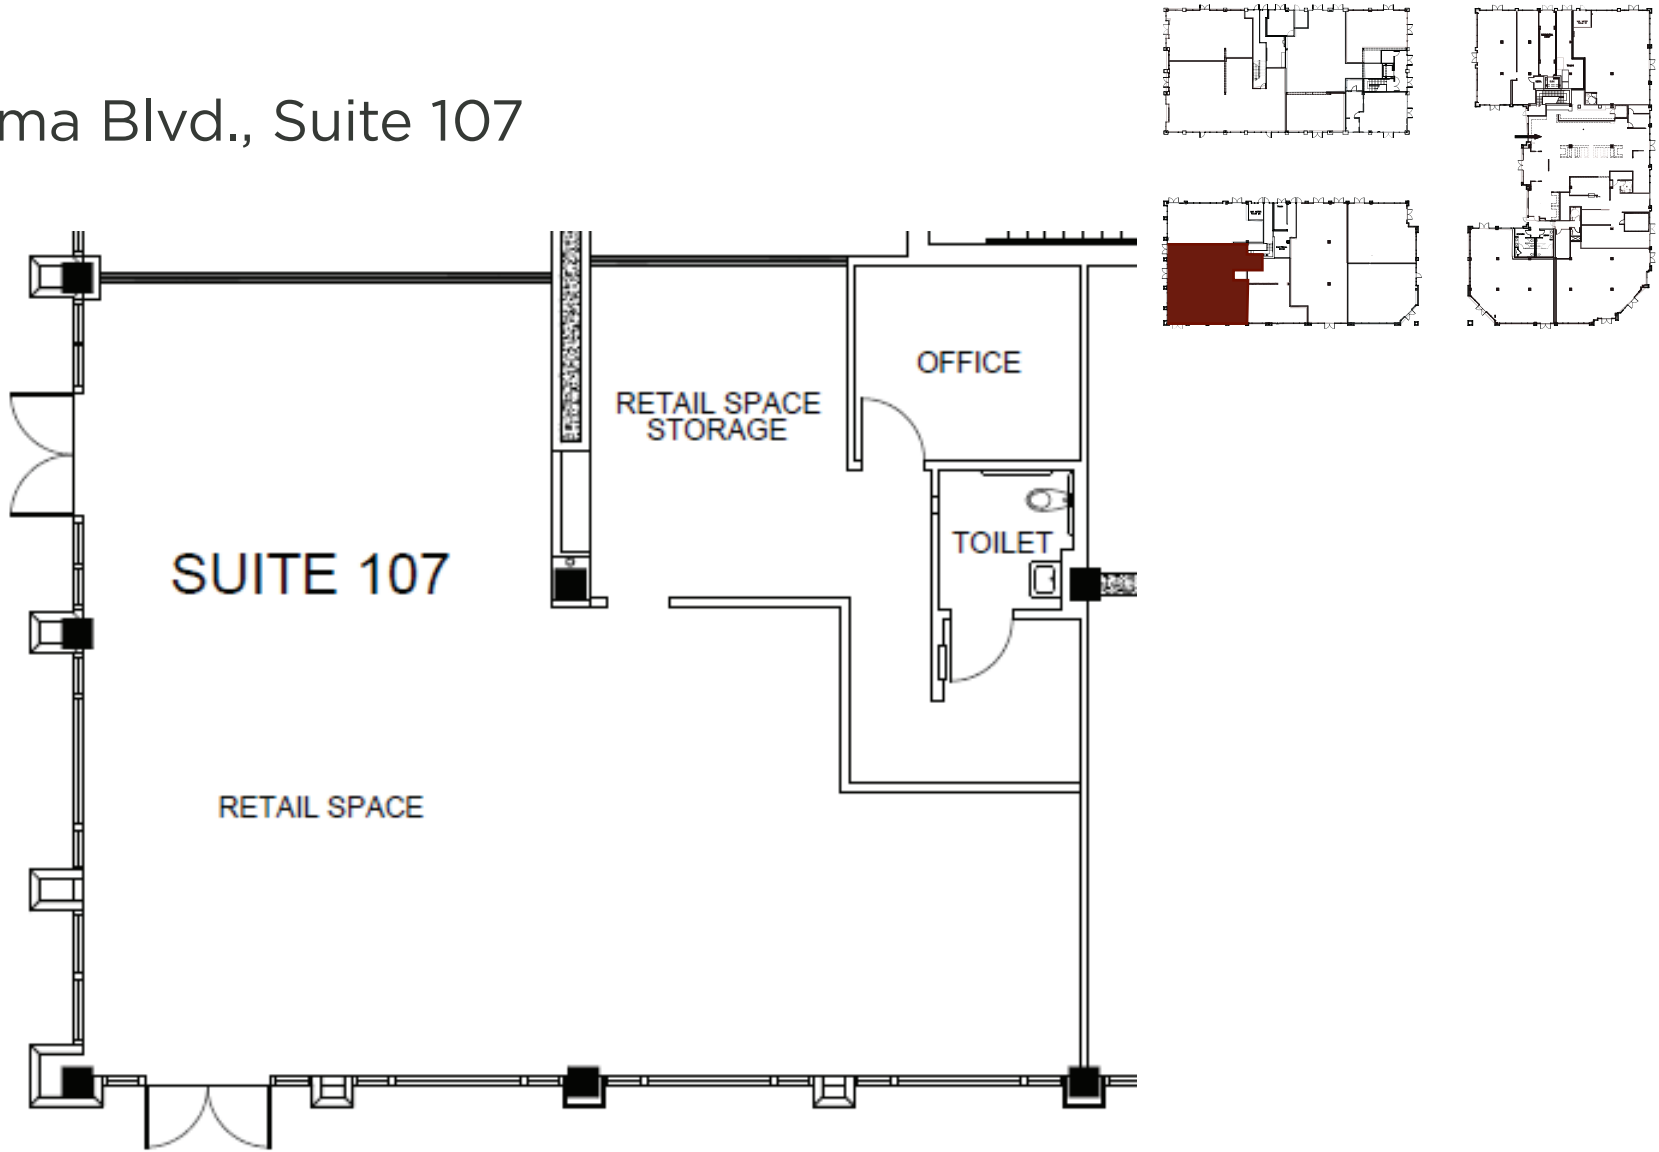 ma Blvd., Suite 107
OFFICE
RETAIL SPACE
STORAGE
TOILET
SUITE 107
RETAIL SPACE